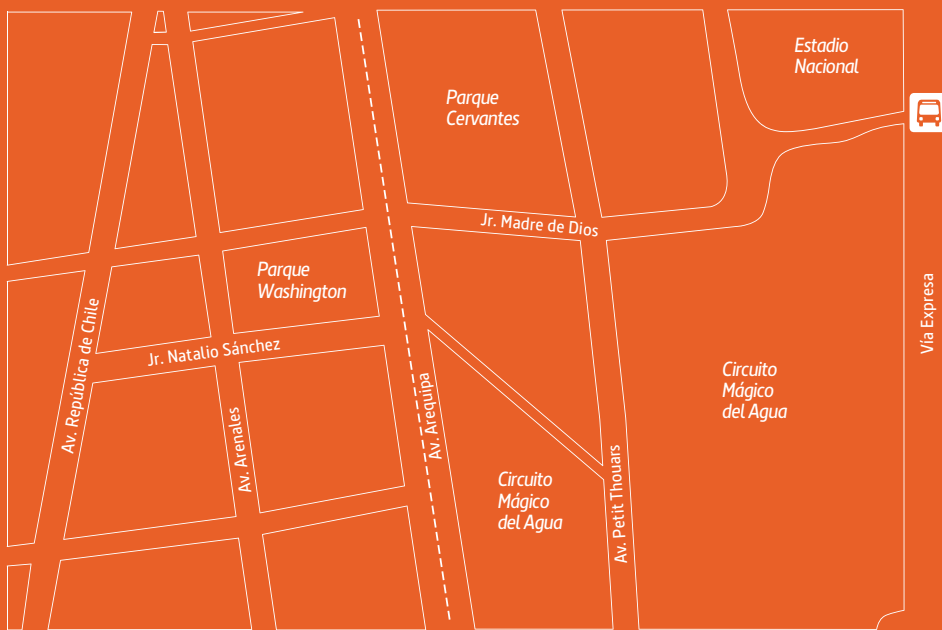 Estadio
Nacional
Parque
Cervantes
Jr. Madre de Dios
Parque
Washington
Vía Expresa
Av. República de Chile
Jr. Natalio Sánchez
Av. Arenales
Av. Arequipa
Circuito
Mágico
del Agua
Circuito
Mágico
del Agua
Av. Petit Thouars